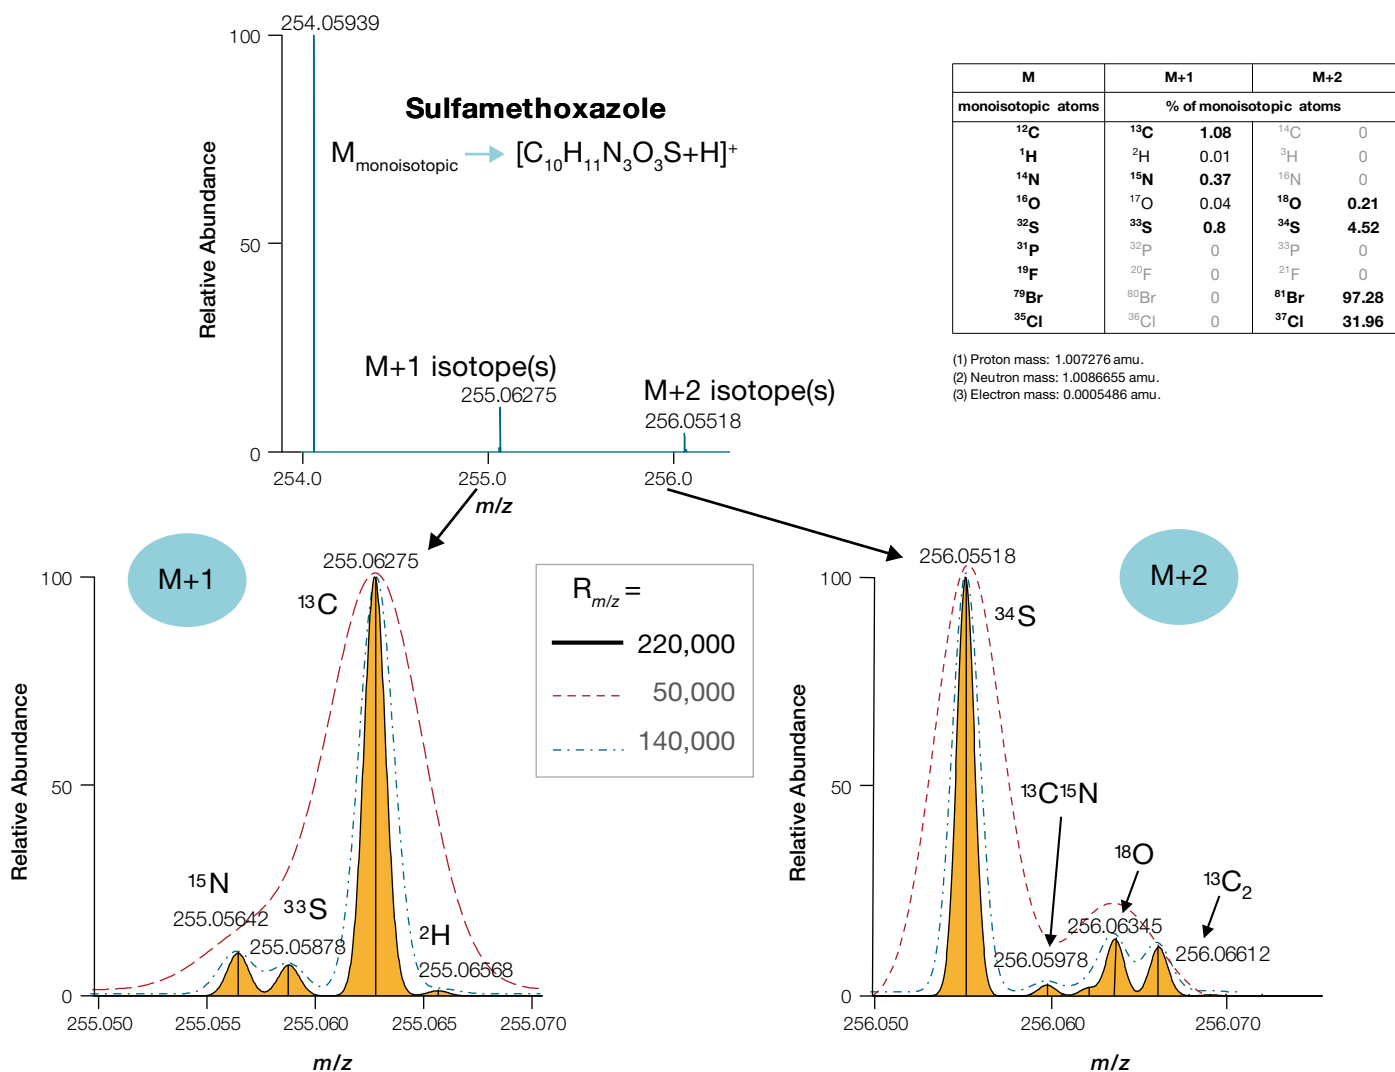 254.05939
100
50
0
Relative Abundance
Sulfamethoxazole
M_monoisotopic → [C₁₀H₁₁N₃O₃S+H]⁺
M+1 isotope(s)
255.06275
M+2 isotope(s)
256.05518
254.0 255.0 256.0
m/z
M M+1 M+2
monoisotopic atoms % of monoisotopic atoms
¹²C ¹³C 1.08 ¹⁴C 0
¹H ²H 0.01 ³H 0
¹⁴N ¹⁵N 0.37 ¹⁶N 0
¹⁶O ¹⁷O 0.04 ¹⁸O 0.21
³²S ³³S 0.8 ³⁴S 4.52
³¹P ³²P 0 ³³P 0
¹⁹F ²⁰F 0 ²¹F 0
⁷⁹Br ⁸⁰Br 0 ⁸¹Br 97.28
³⁵Cl ³⁶Cl 0 ³⁷Cl 31.96
(1) Proton mass: 1.007276 amu.
(2) Neutron mass: 1.0086655 amu.
(3) Electron mass: 0.0005486 amu.
M+1
255.06275
100
50
0
Relative Abundance
¹³C
¹⁵N
255.05642
³³S
255.05878
²H
255.06568
255.050 255.055 255.060 255.065 255.070
m/z
R_m/z =
220,000
50,000
140,000
M+2
256.05518
100
50
0
Relative Abundance
³⁴S
¹³C¹⁵N
256.05978
¹⁸O
256.06345
¹³C₂
256.06612
256.050 256.060 256.070
m/z